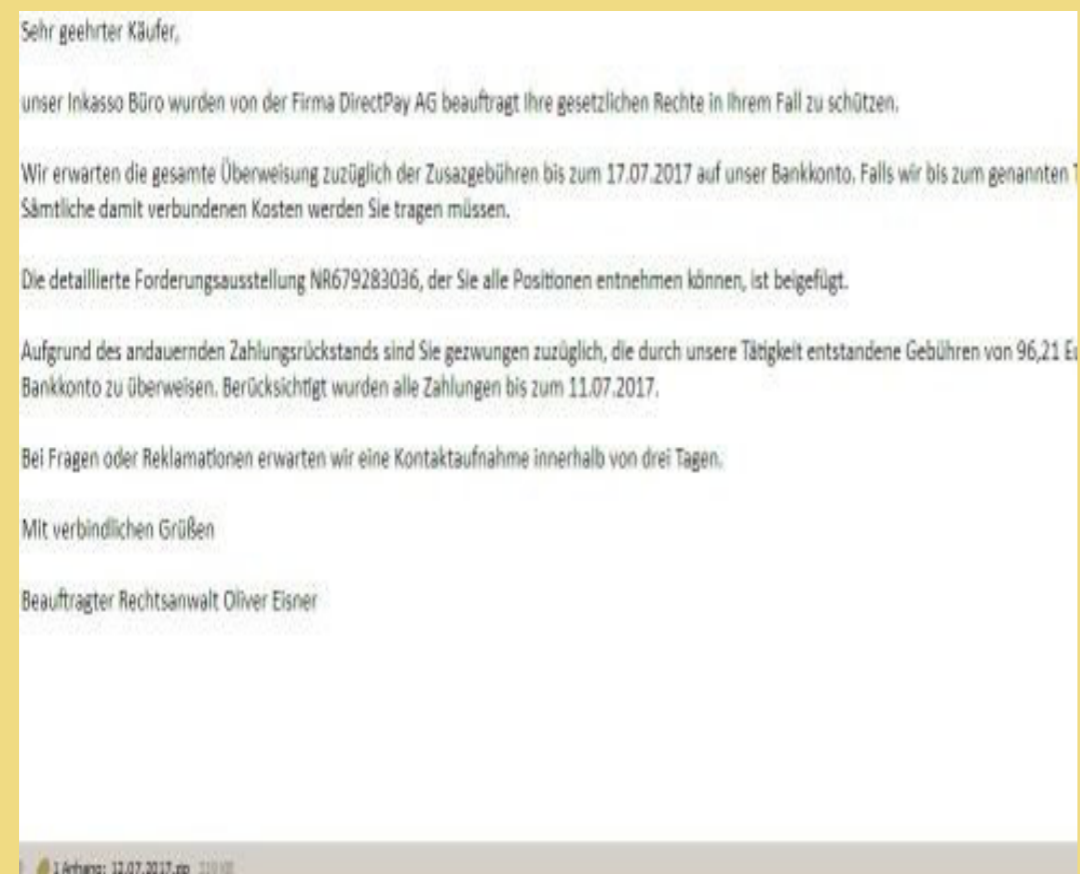 Sehr geehrter Käufer,
unser Inkasso Büro wurden von der Firma DirectPay AG beauftragt Ihre gesetzlichen Rechte in Ihrem Fall zu schützen.
Wir erwarten die gesamte Überweisung zuzüglich der Zusazgebühren bis zum 17.07.2017 auf unser Bankkonto. Falls wir bis zum genannten
Sämtliche damit verbundenen Kosten werden Sie tragen müssen.
Die detaillierte Forderungsausstellung NR679283036, der Sie alle Positionen entnehmen können, ist beigefügt.
Aufgrund des andauernden Zahlungsrückstands sind Sie gezwungen zuzüglich, die durch unsere Tätigkeit entstandene Gebühren von 96,21
Bankkonto zu überweisen. Berücksichtigt wurden alle Zahlungen bis zum 11.07.2017.
Bei Fragen oder Reklamationen erwarten wir eine Kontaktaufnahme innerhalb von drei Tagen.
Mit verbindlichen Grüßen
Beauftragter Rechtsanwalt Oliver Eisner
1 Anhang: 12.07.2017.zip